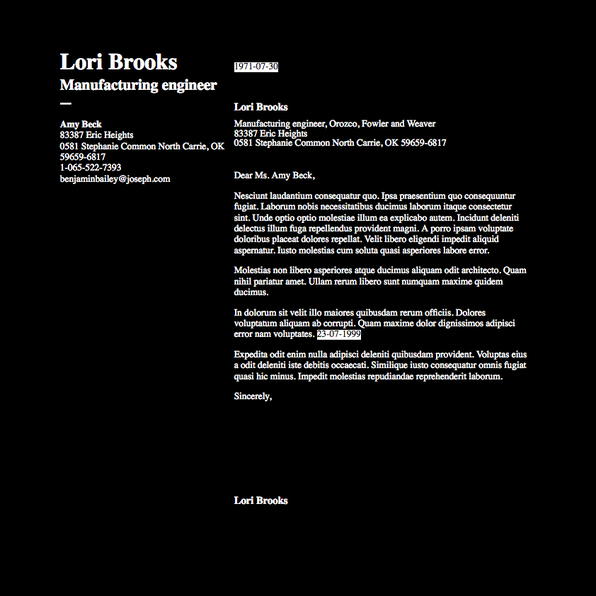 Lori Brooks
Manufacturing engineer
Amy Beck
83387 Eric Heights
0581 Stephanie Common North Carrie, OK
59659-6817
1-065-522-7393
benjaminbailey@joseph.com
1971-07-30
Lori Brooks
Manufacturing engineer, Orozco, Fowler and Weaver
83387 Eric Heights
0581 Stephanie Common North Carrie, OK 59659-6817
Dear Ms. Amy Beck,
Nesciunt laudantium consequatur quo. Ipsa praesentium quo consequuntur
fugiat. Laborum nobis necessitatibus ducimus laborum itaque consectetur
sint. Unde optio optio molestiae illum ea explicabo autem. Incidunt deleniti
delectus illum fuga repellendus provident magni. A porro ipsam voluptate
doloribus placeat dolores repellat. Velit libero eligendi impedit aliquid
aspernatur. Iusto molestias cum soluta quasi asperiores labore error.
Molestias non libero asperiores atque ducimus aliquam odit architecto. Quam
nihil pariatur amet. Ullam rerum libero sunt numquam maxime quidem
ducimus.
In dolorum sit velit illo maiores quibusdam rerum officiis. Dolores
voluptatum aliquam ab corrupti. Quam maxime dolor dignissimos adipisci
error nam voluptates. 23-07-1999
Expedita odit enim nulla adipisci deleniti quibusdam provident. Voluptas eius
a odit deleniti iste debitis occaecati. Similique iusto consequatur omnis fugiat
quasi hic minus. Impedit molestias repudiandae reprehenderit laborum.
Sincerely,
Lori Brooks